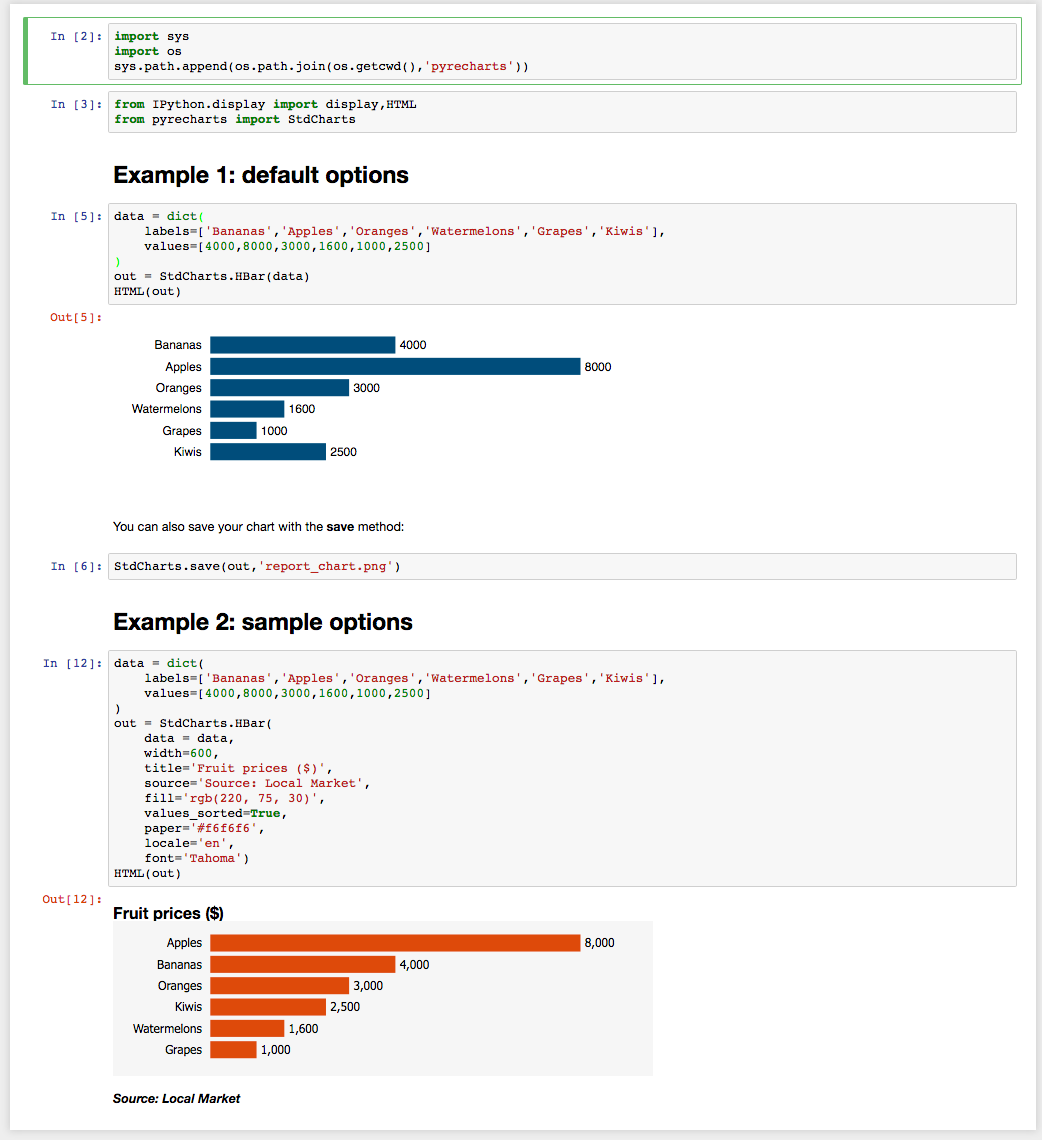 In [2]: import sys
import os
sys.path.append(os.path.join(os.getcwd(),'pyrecharts'))
In [3]: from IPython.display import display,HTML
from pyrecharts import StdCharts
Example 1: default options
In [5]: data = dict(
    labels=['Bananas','Apples','Oranges','Watermelons','Grapes','Kiwis'],
    values=[4000,8000,3000,1600,1000,2500]
)
out = StdCharts.HBar(data)
HTML(out)
Out[5]:
Bananas 4000
Apples 8000
Oranges 3000
Watermelons 1600
Grapes 1000
Kiwis 2500
You can also save your chart with the save method:
In [6]: StdCharts.save(out,'report_chart.png')
Example 2: sample options
In [12]: data = dict(
    labels=['Bananas','Apples','Oranges','Watermelons','Grapes','Kiwis'],
    values=[4000,8000,3000,1600,1000,2500]
)
out = StdCharts.HBar(
    data = data,
    width=600,
    title='Fruit prices ($)',
    source='Source: Local Market',
    fill='rgb(220, 75, 30)',
    values_sorted=True,
    paper='#f6f6f6',
    locale='en',
    font='Tahoma')
HTML(out)
Out[12]:
Fruit prices ($)
Apples 8,000
Bananas 4,000
Oranges 3,000
Kiwis 2,500
Watermelons 1,600
Grapes 1,000
Source: Local Market